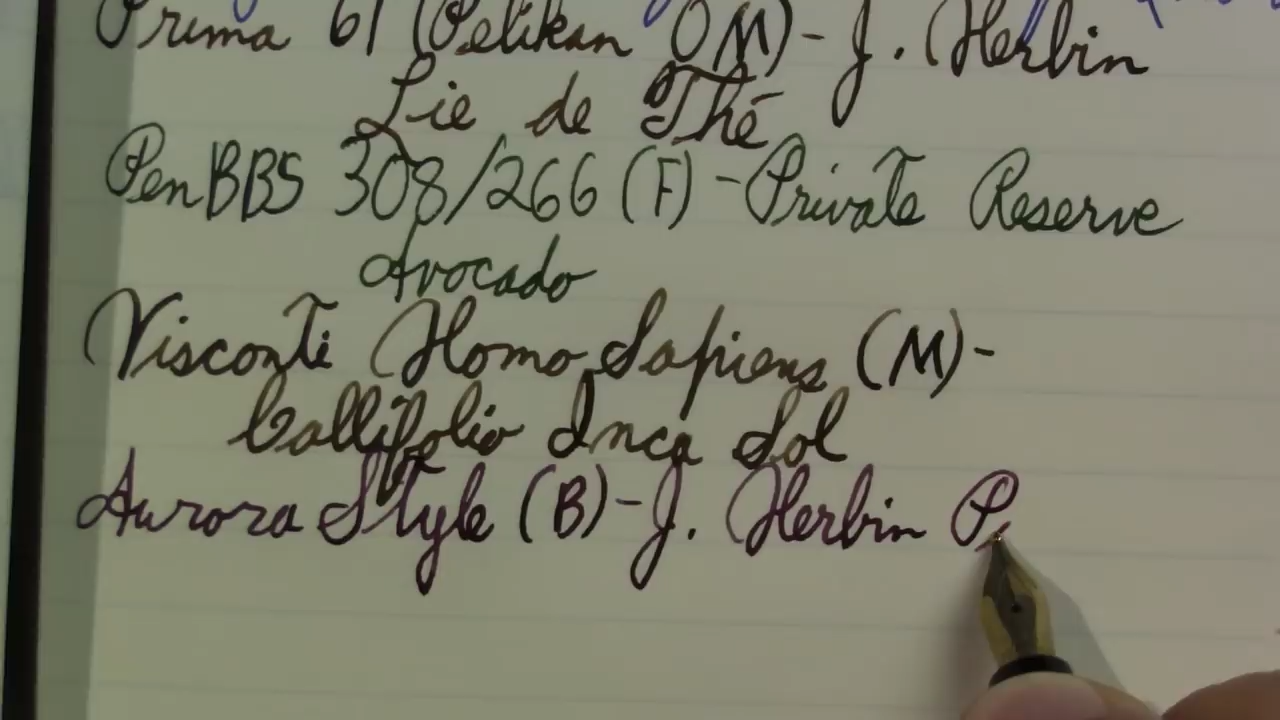 Prima 61 (Pelikan OM) - J. Herbin
Lie de Thé
PenBBS 308/266 (F) - Private Reserve
Avocado
Visconti Homo Sapiens (M) -
Callifolio Inca Sol
Aurora Style (B) - J. Herbin P